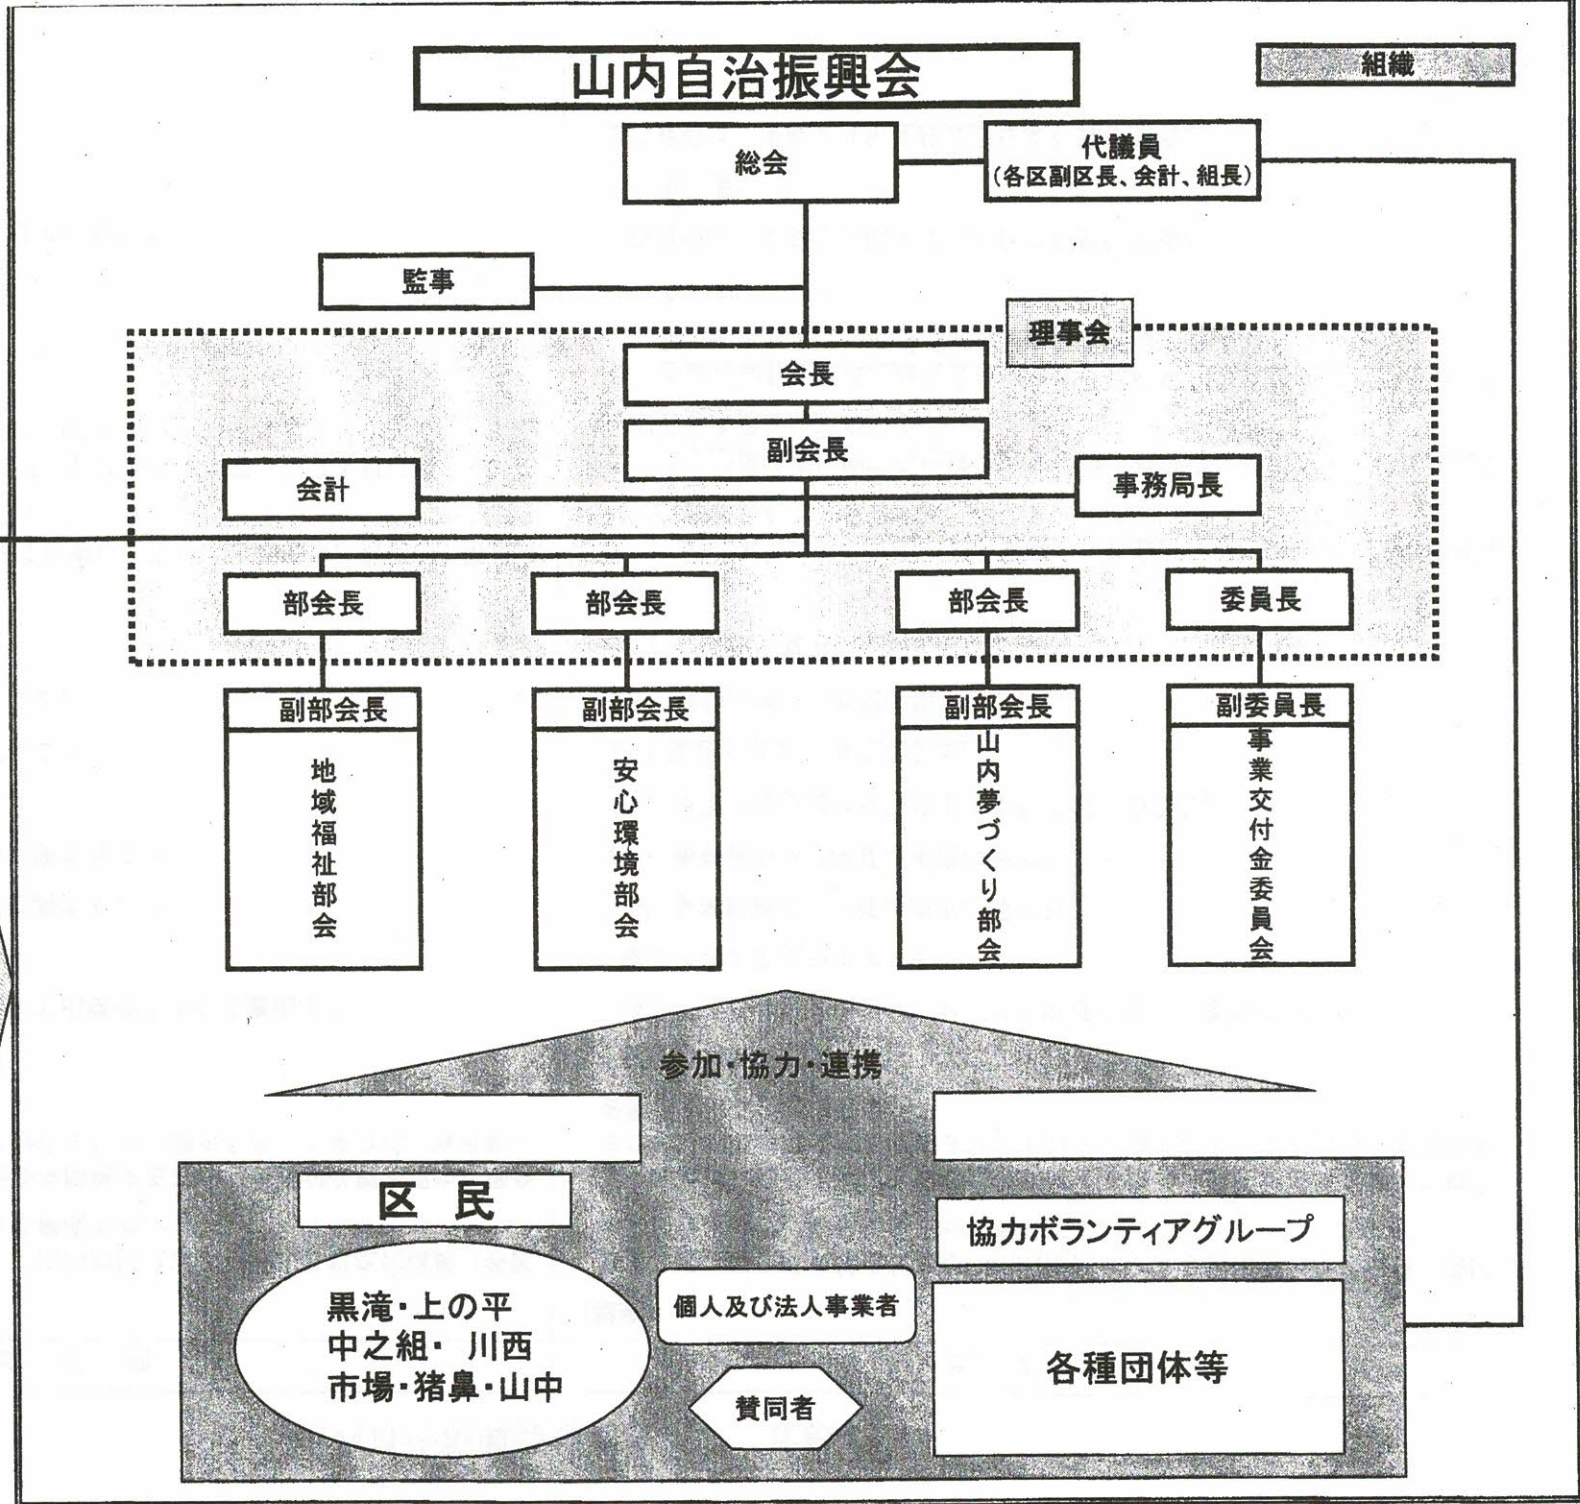 山内自治振興会
組織
総会
代議員
(各区副区長、会計、組長)
監事
理事会
会長
副会長
会計
事務局長
部会長
部会長
部会長
委員長
副部会長
副部会長
副部会長
副委員長
地域福祉部会
安心環境部会
山内夢づくり部会
事業交付金委員会
参加・協力・連携
区民
協力ボランティアグループ
黒滝・上の平
中之組・川西
市場・猪鼻・山中
個人及び法人事業者
各種団体等
賛同者